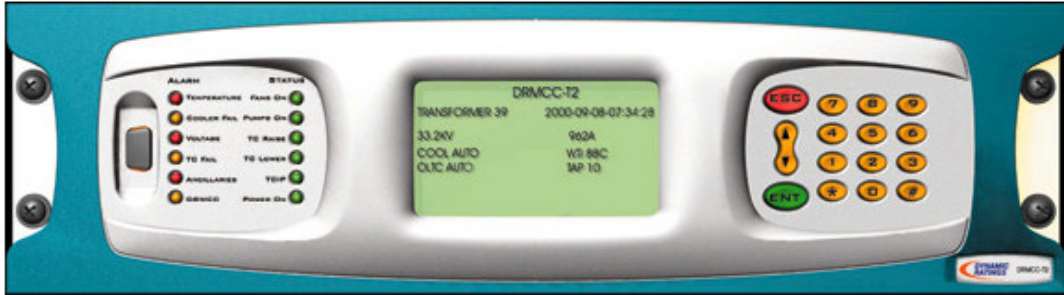 ALARM STATUS
TEMPERATURE FANS ON
COOLER FAIL PUMPS ON
VOLTAGE TC RAISE
TC FAIL TC LOWER
ANCILLARIES TCIP
DRMCC POWER ON
DRMCC-T2
TRANSFORMER 39 2000-09-08-07:34:28
33.2KV 962A
COOL AUTO WTI 88C
OLTC AUTO TAP 10
ESC 7 8 9
4 5 6
1 2 3
ENT * 0 #
DYNAMIC
RATINGS DRMCC-T2